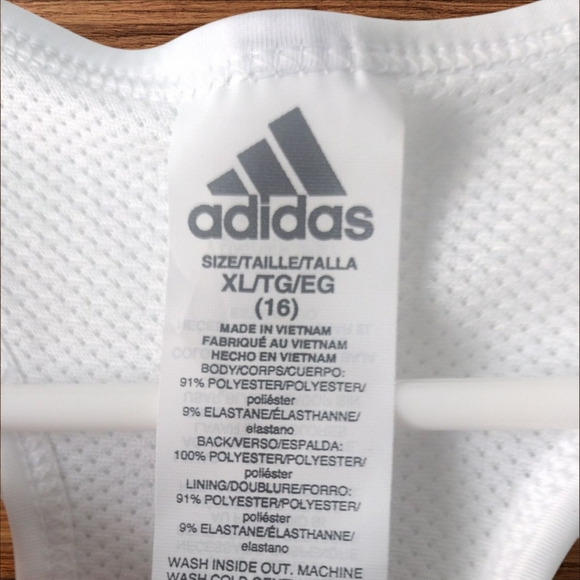 adidas
SIZE/TAILLE/TALLA
XL/TG/EG
(16)
MADE IN VIETNAM
FABRIQUÉ AU VIETNAM
HECHO EN VIETNAM
BODY/CORPS/CUERPO:
91% POLYESTER/POLYESTER/
poliéster
9% ELASTANE/ÉLASTHANNE/
elastano
BACK/VERSO/ESPALDA:
100% POLYESTER/POLYESTER/
poliéster
LINING/DOUBLURE/FORRO:
91% POLYESTER/POLYESTER/
poliéster
9% ELASTANE/ÉLASTHANNE/
elastano
WASH INSIDE OUT. MACHINE
WASH COLD